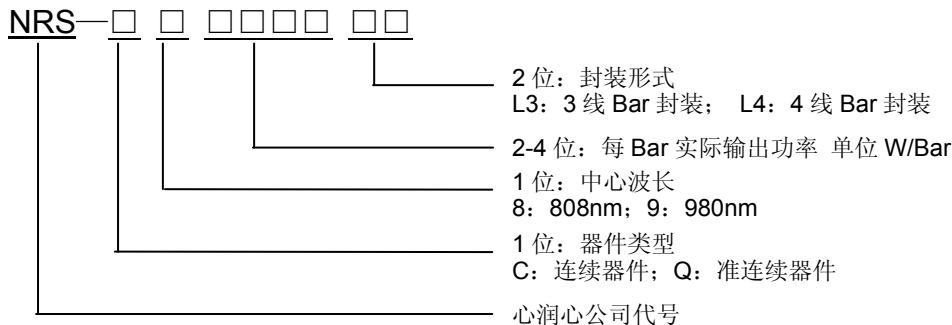 NRS—□ □ □□□□ □□
2 位：封装形式
L3：3 线 Bar 封装； L4：4 线 Bar 封装
2-4 位：每 Bar 实际输出功率 单位 W/Bar
1 位：中心波长
8：808nm；9：980nm
1 位：器件类型
C：连续器件；Q：准连续器件
心润心公司代号